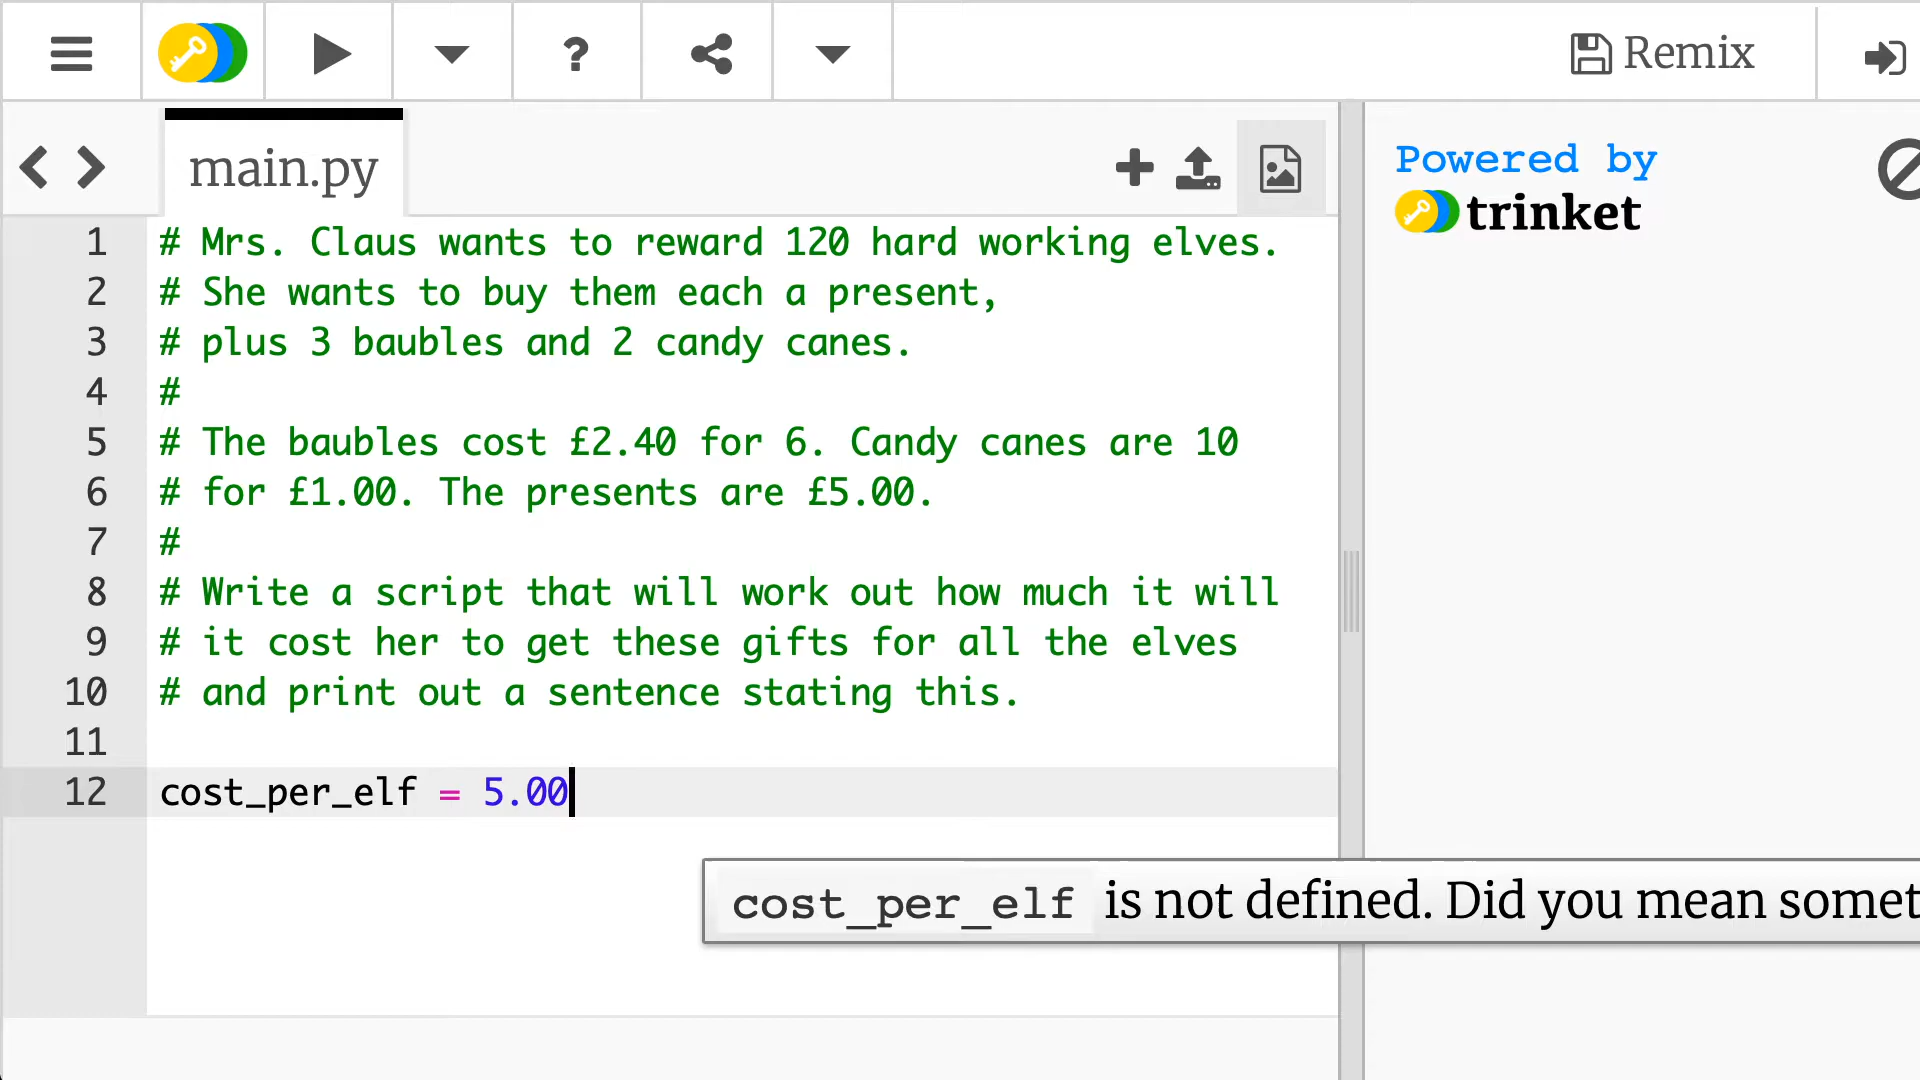 Remix
main.py
Powered by
trinket
1 # Mrs. Claus wants to reward 120 hard working elves.
2 # She wants to buy them each a present,
3 # plus 3 baubles and 2 candy canes.
4 #
5 # The baubles cost £2.40 for 6. Candy canes are 10
6 # for £1.00. The presents are £5.00.
7 #
8 # Write a script that will work out how much it will
9 # it cost her to get these gifts for all the elves
10 # and print out a sentence stating this.
11
12 cost_per_elf = 5.00
cost_per_elf is not defined. Did you mean somet